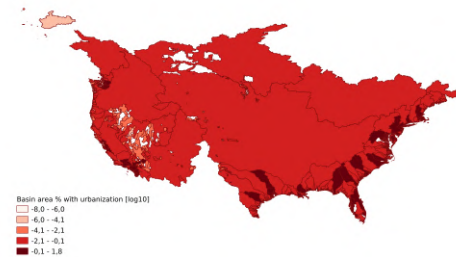 Basin area % with urbanization [log10]
-8,0 - -6,0
-6,0 - -4,1
-4,1 - -2,1
-2,1 - -0,1
-0,1 - 1,8